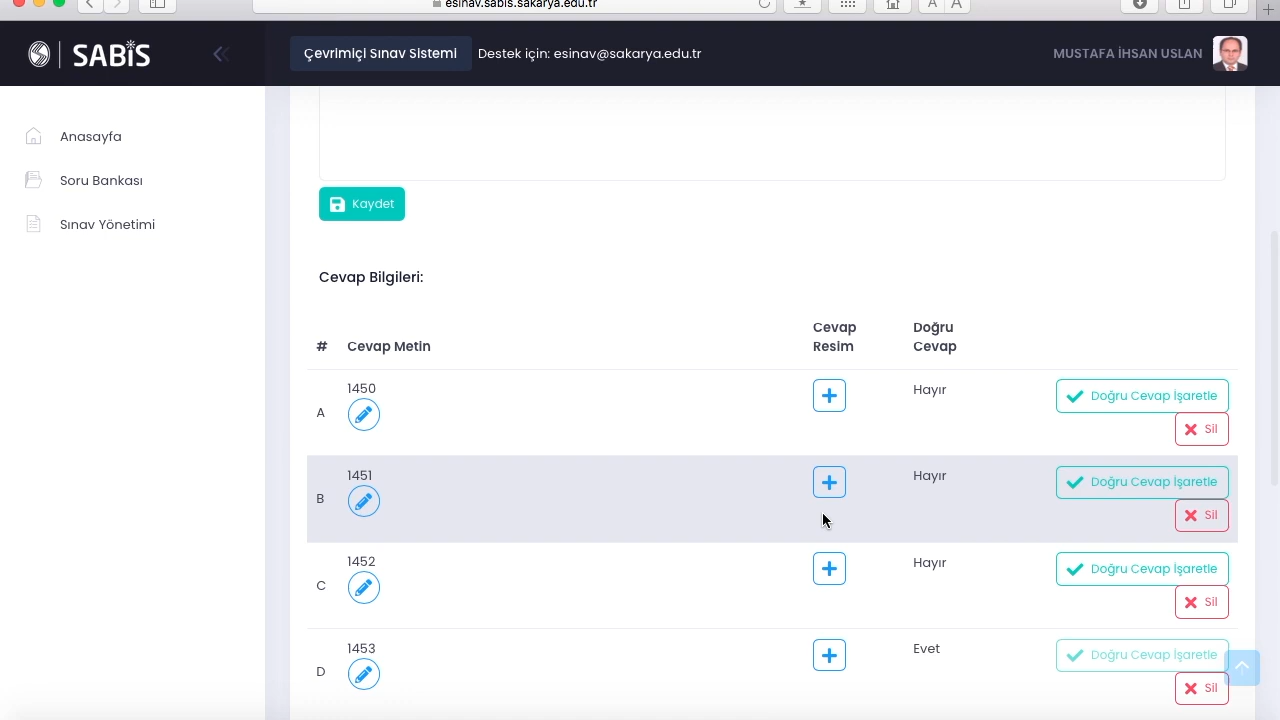 esinav.sabis.sakarya.edu.tr
A A
SABİS
Çevrimiçi Sınav Sistemi Destek için: esinav@sakarya.edu.tr MUSTAFA İHSAN USLAN
Anasayfa
Soru Bankası
Sınav Yönetimi
Kaydet
Cevap Bilgileri:
# Cevap Metin Cevap Resim Doğru Cevap
A 1450 Hayır Doğru Cevap İşaretle
Sil
B 1451 Hayır Doğru Cevap İşaretle
Sil
C 1452 Hayır Doğru Cevap İşaretle
Sil
D 1453 Evet Doğru Cevap İşaretle
Sil